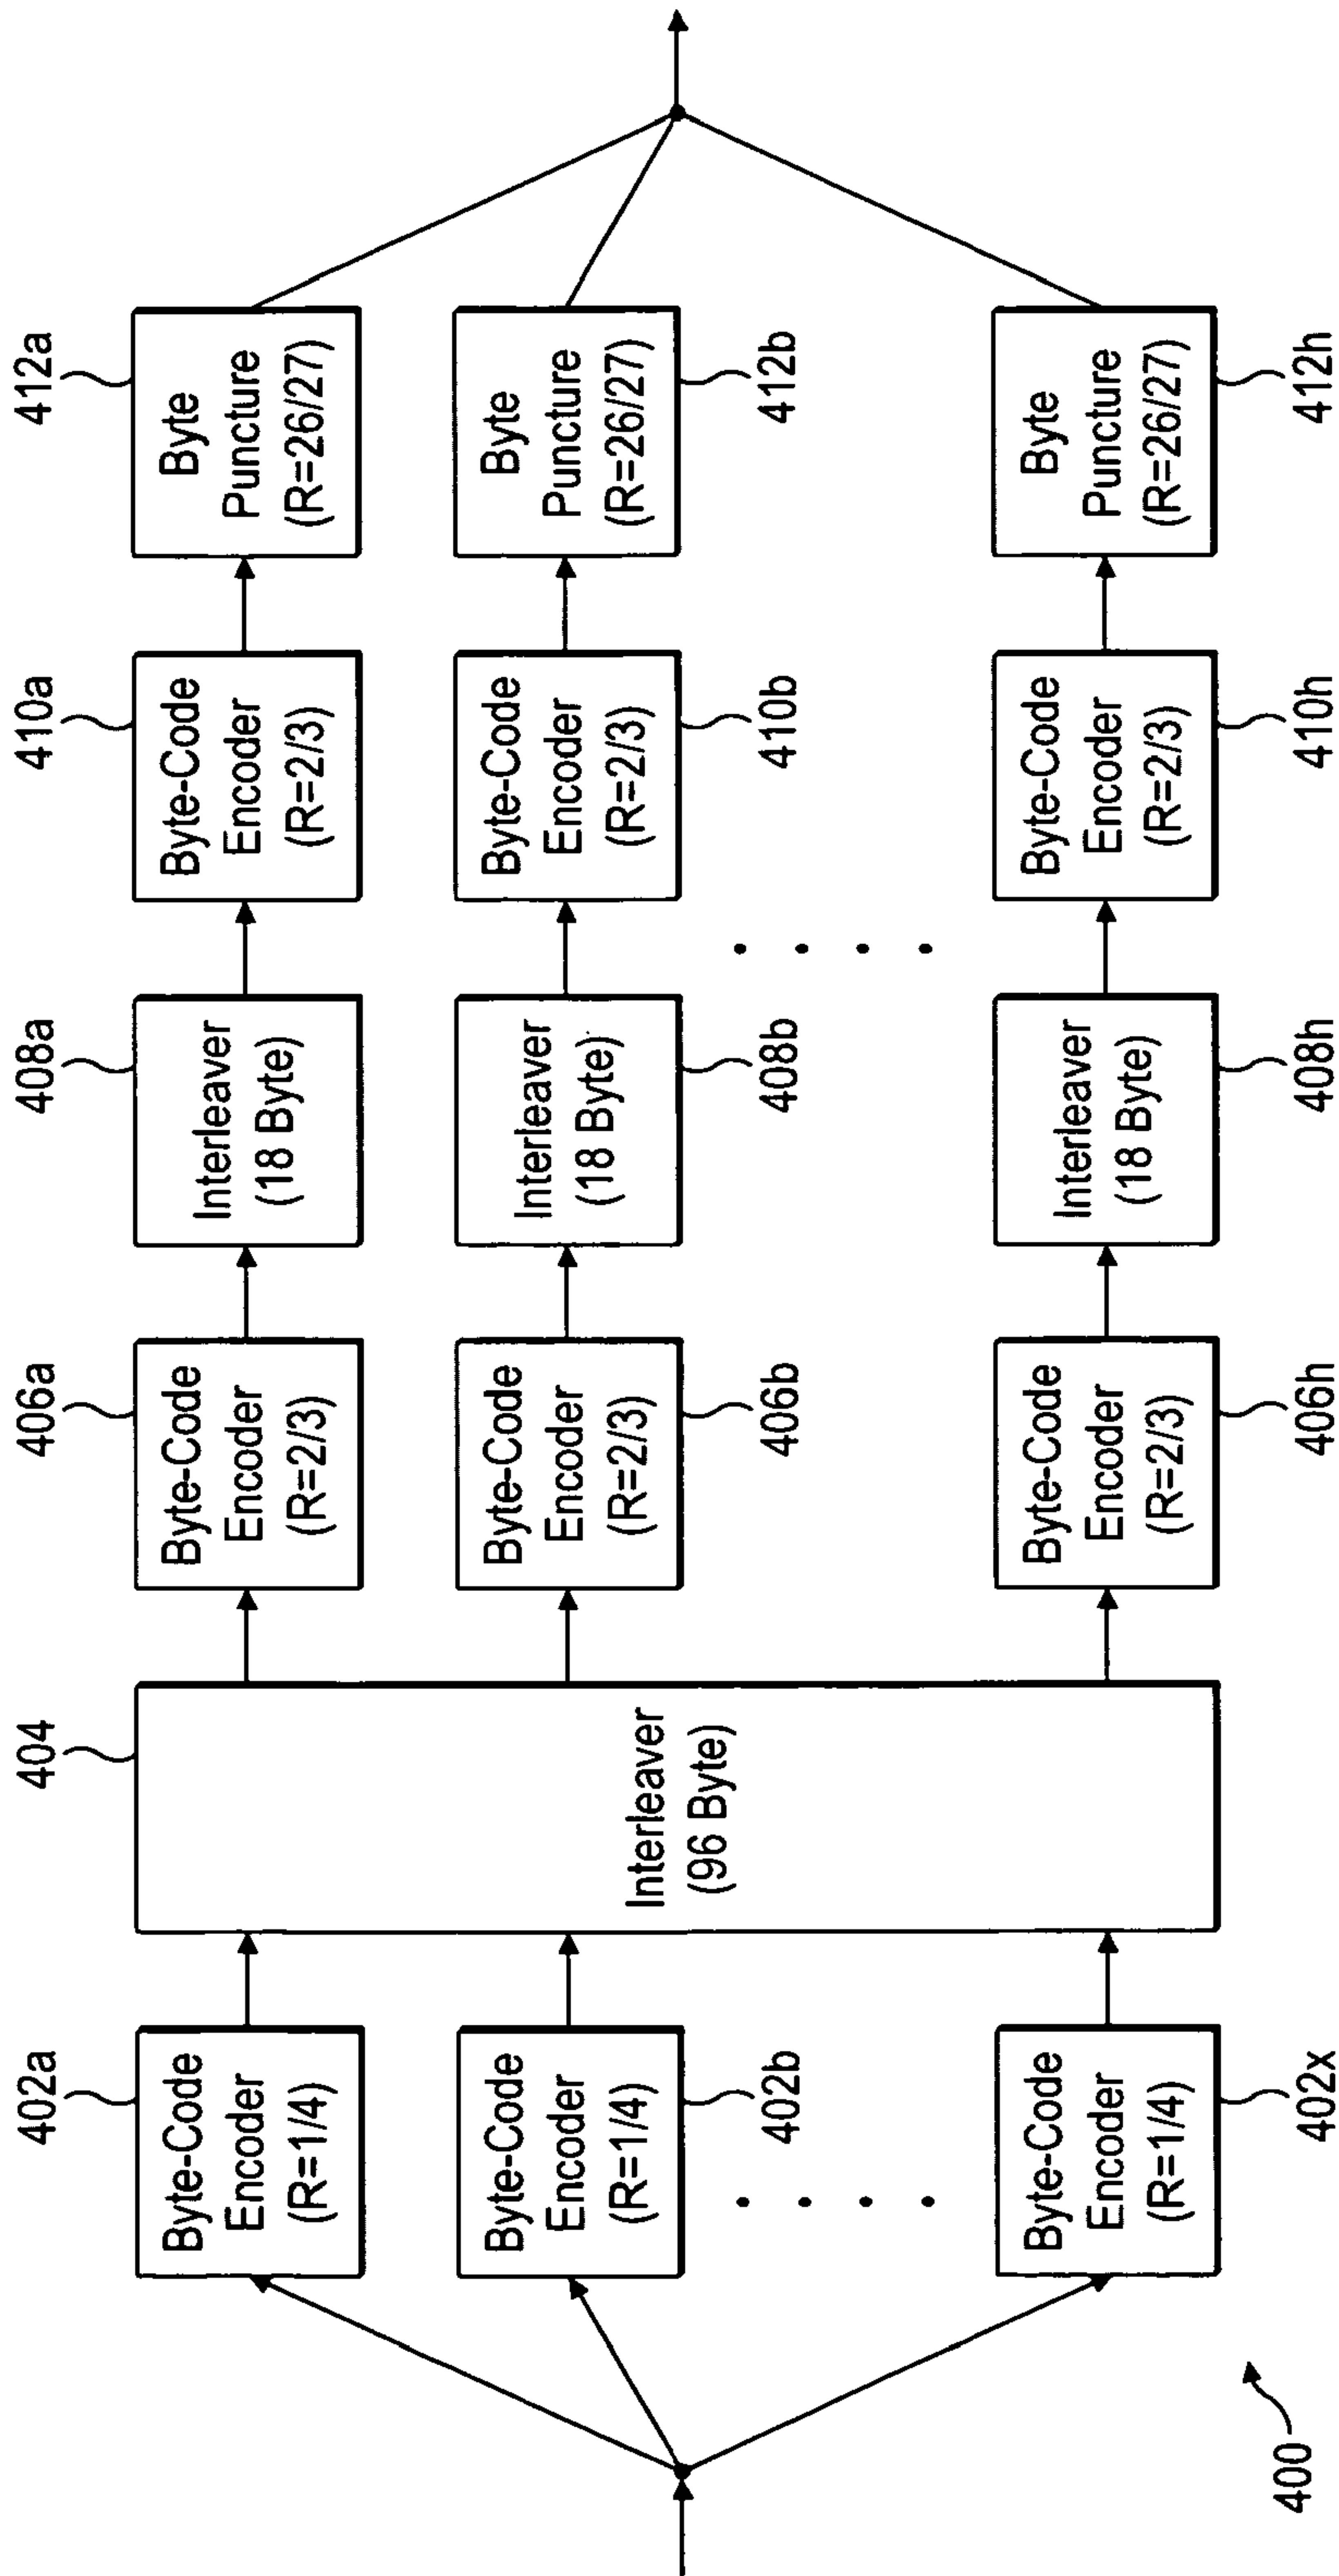 402a
Byte-Code
Encoder
(R=1/4)
Byte-Code
Encoder
(R=1/4)
402b
Byte-Code
Encoder
(R=1/4)
402x
404
Interleaver
(96 Byte)
406a
Byte-Code
Encoder
(R=2/3)
Byte-Code
Encoder
(R=2/3)
406b
Byte-Code
Encoder
(R=2/3)
406h
408a
Interleaver
(18 Byte)
Interleaver
(18 Byte)
408b
Interleaver
(18 Byte)
408h
410a
Byte-Code
Encoder
(R=2/3)
Byte-Code
Encoder
(R=2/3)
410b
Byte-Code
Encoder
(R=2/3)
410h
412a
Byte
Puncture
(R=26/27)
Byte
Puncture
(R=26/27)
412b
Byte
Puncture
(R=26/27)
412h
400